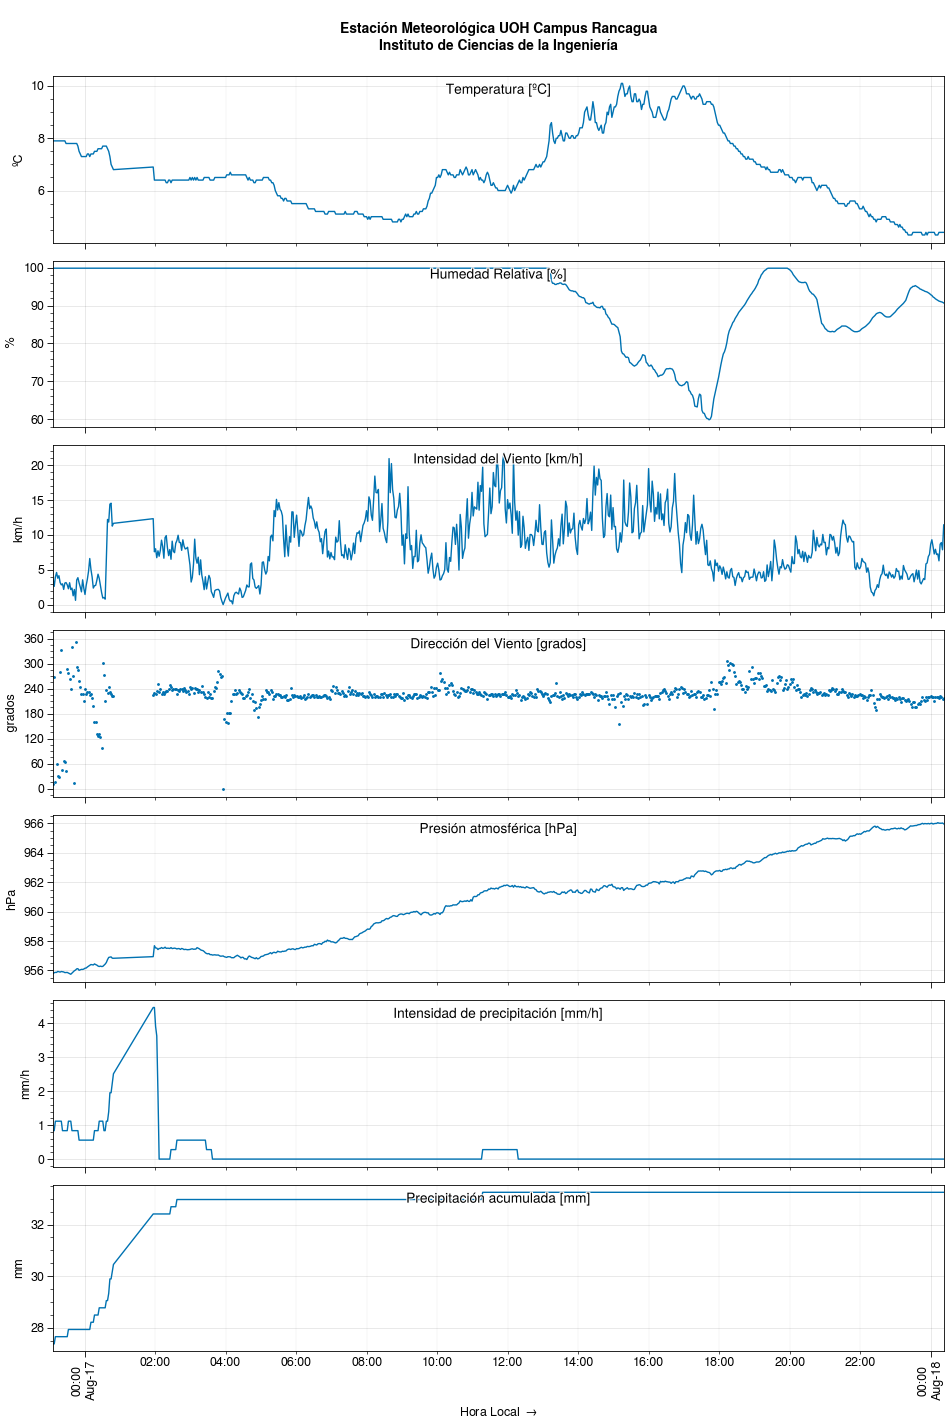 Estación Meteorológica UOH Campus Rancagua
Instituto de Ciencias de la Ingeniería
Temperatura [ºC]
ºC
10
8
6
Humedad Relativa [%]
%
100
90
80
70
60
Intensidad del Viento [km/h]
km/h
20
15
10
5
0
Dirección del Viento [grados]
grados
360
300
240
180
120
60
0
Presión atmosférica [hPa]
hPa
966
964
962
960
958
956
Intensidad de precipitación [mm/h]
mm/h
4
3
2
1
0
Precipitación acumulada [mm]
mm
32
30
28
00:00
Aug-17
02:00
04:00
06:00
08:00
10:00
12:00
14:00
16:00
18:00
20:00
22:00
00:00
Aug-18
Hora Local →